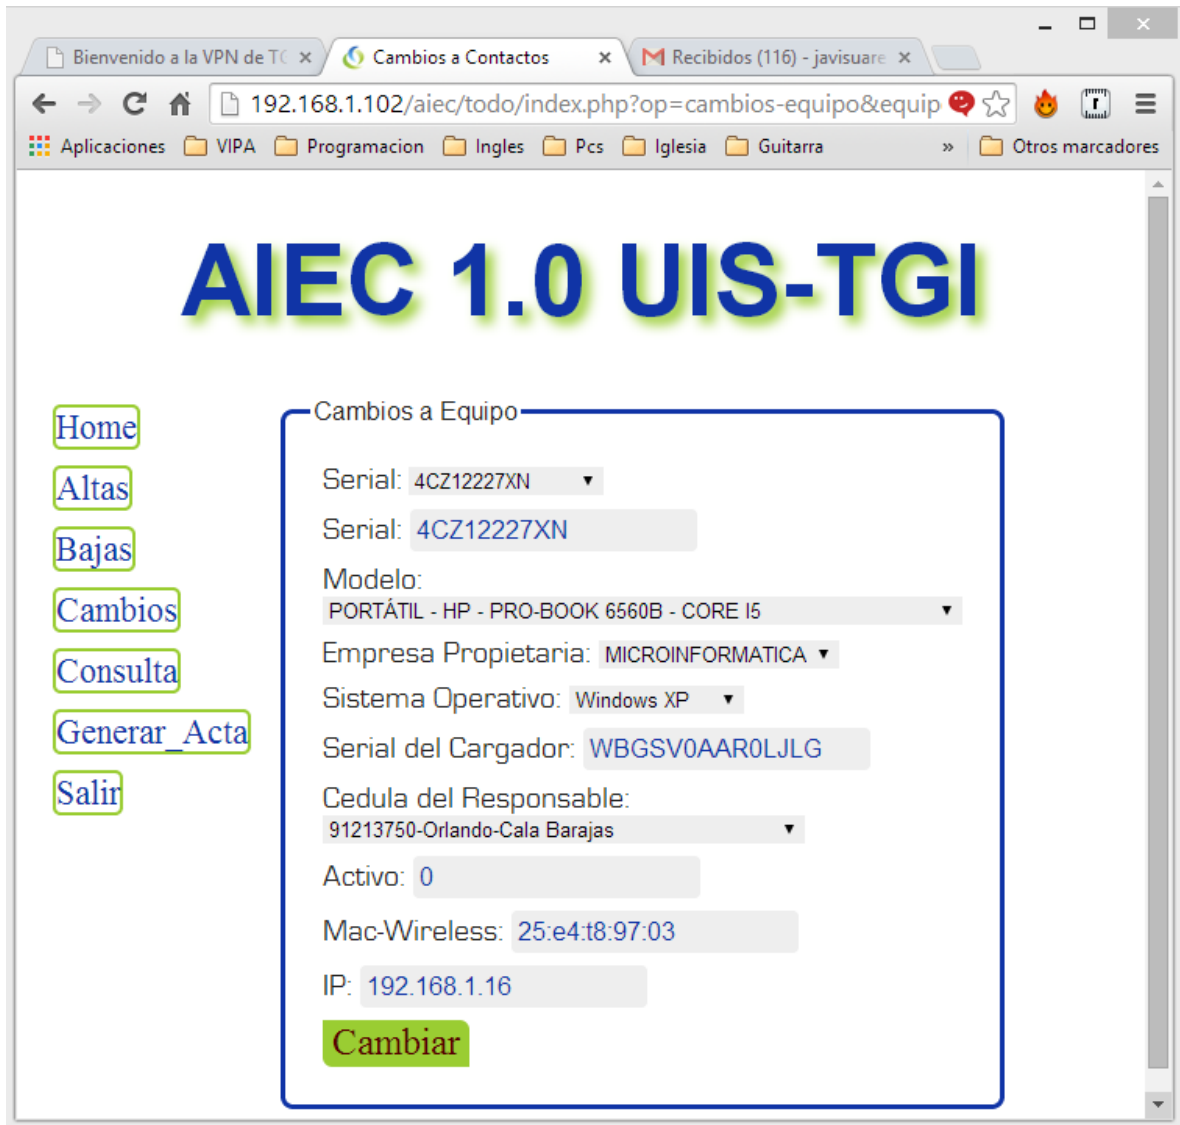 Bienvenido a la VPN de TG
Cambios a Contactos
Recibidos (116) - javisuare
192.168.1.102/aiec/todo/index.php?op=cambios-equipo&equip
Aplicaciones VIPA Programacion Ingles Pcs Iglesia Guitarra » Otros marcadores
AIEC 1.0 UIS-TGI
Home
Altas
Bajas
Cambios
Consulta
Generar_Acta
Salir
Cambios a Equipo
Serial: 4CZ12227XN
Serial: 4CZ12227XN
Modelo:
PORTÁTIL - HP - PRO-BOOK 6560B - CORE I5
Empresa Propietaria: MICROINFORMATICA
Sistema Operativo: Windows XP
Serial del Cargador: WBGSV0AAR0LJLG
Cedula del Responsable:
91213750-Orlando-Cala Barajas
Activo: 0
Mac-Wireless: 25:e4:t8:97:03
IP: 192.168.1.16
Cambiar